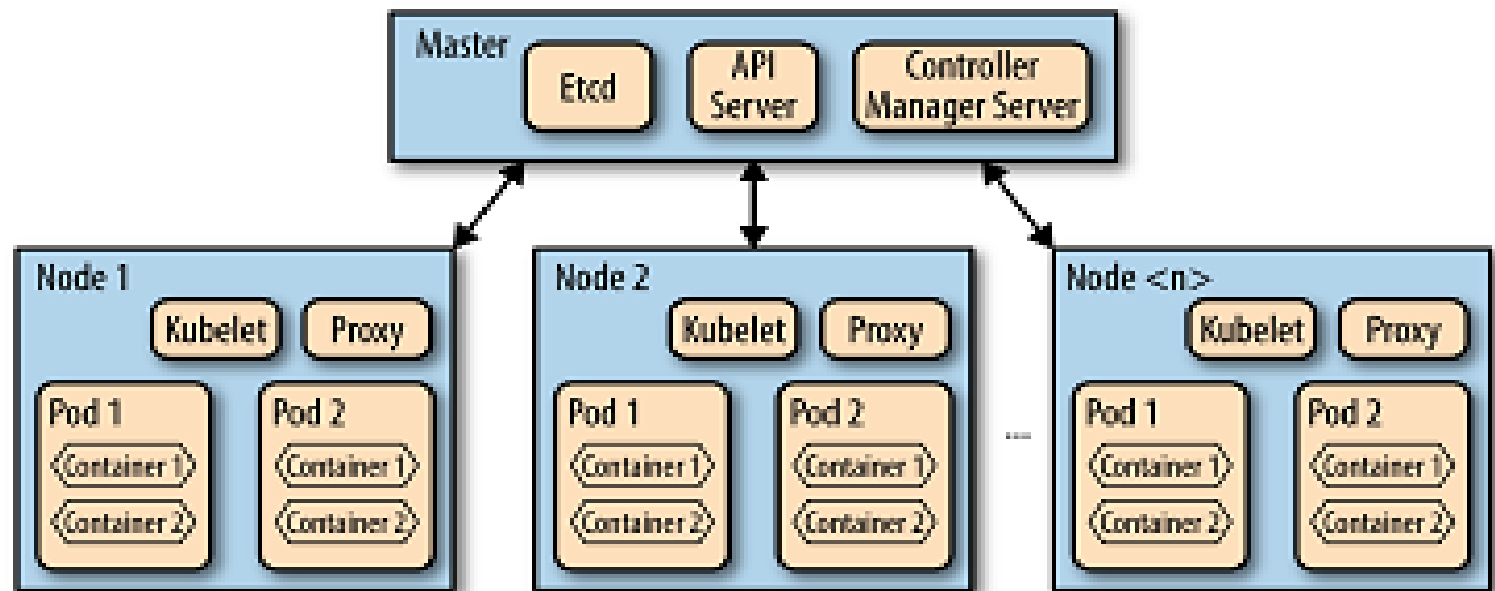 Master
Etcd
API
Server
Controller
Manager Server
Node 1
Kubelet
Proxy
Pod 1
Container 1
Container 2
Pod 2
Container 1
Container 2
Node 2
Kubelet
Proxy
Pod 1
Container 1
Container 2
Pod 2
Container 1
Container 2
...
Node <n>
Kubelet
Proxy
Pod 1
Container 1
Container 2
Pod 2
Container 1
Container 2